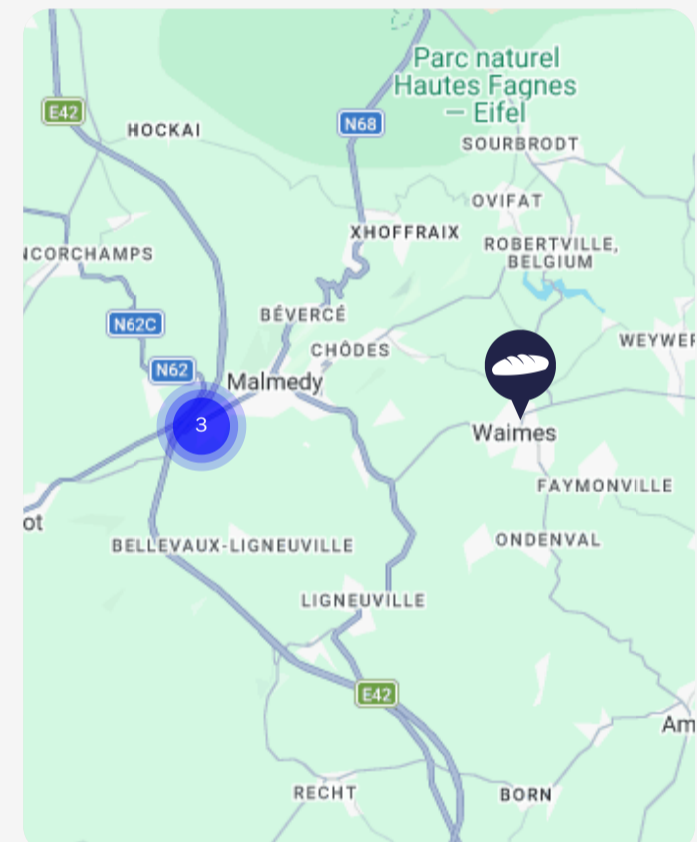 Parc naturel
Hautes Fagnes
– Eifel
E42
HOCKAI
N68
SOURBRODT
OVIFAT
XHOFFRAIX
NCORCHAMPS
ROBERTVILLE,
BELGIUM
BÉVERCÉ
N62C
CHÔDES
WEYWER
N62
Malmedy
3
Waimes
FAYMONVILLE
ot
BELLEVAUX-LIGNEUVILLE
ONDENVAL
LIGNEUVILLE
E42
Am
RECHT
BORN